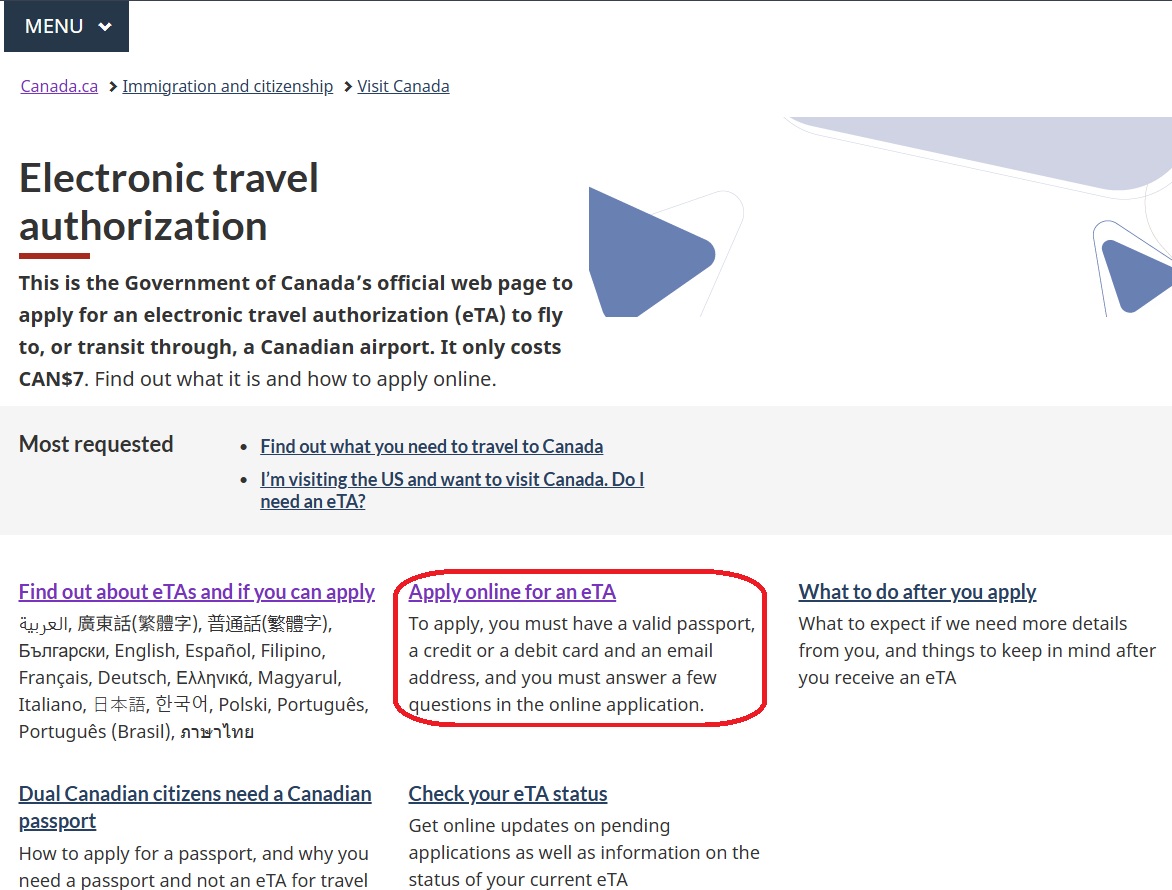 MENU
Canada.ca > Immigration and citizenship > Visit Canada
Electronic travel
authorization
This is the Government of Canada’s official web page to
apply for an electronic travel authorization (eTA) to fly
to, or transit through, a Canadian airport. It only costs
CAN$7. Find out what it is and how to apply online.
Most requested
• Find out what you need to travel to Canada
• I’m visiting the US and want to visit Canada. Do I
need an eTA?
Find out about eTAs and if you can apply
العربية, 廣東話(繁體字), 普通話(繁體字),
Български, English, Español, Filipino,
Français, Deutsch, Ελληνικά, Magyarul,
Italiano, 日本語, 한국어, Polski, Português,
Português (Brasil), ภาษาไทย
Apply online for an eTA
To apply, you must have a valid passport,
a credit or a debit card and an email
address, and you must answer a few
questions in the online application.
What to do after you apply
What to expect if we need more details
from you, and things to keep in mind after
you receive an eTA
Dual Canadian citizens need a Canadian
passport
How to apply for a passport, and why you
need a passport and not an eTA for travel
Check your eTA status
Get online updates on pending
applications as well as information on the
status of your current eTA